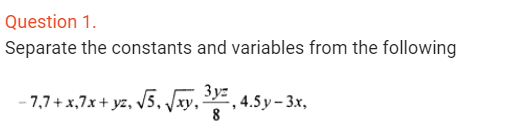 Question 1.
Separate the constants and variables from the following
– 7,7 + x,7x + yz, √5, √xy, 3yz/8, 4.5y – 3x,